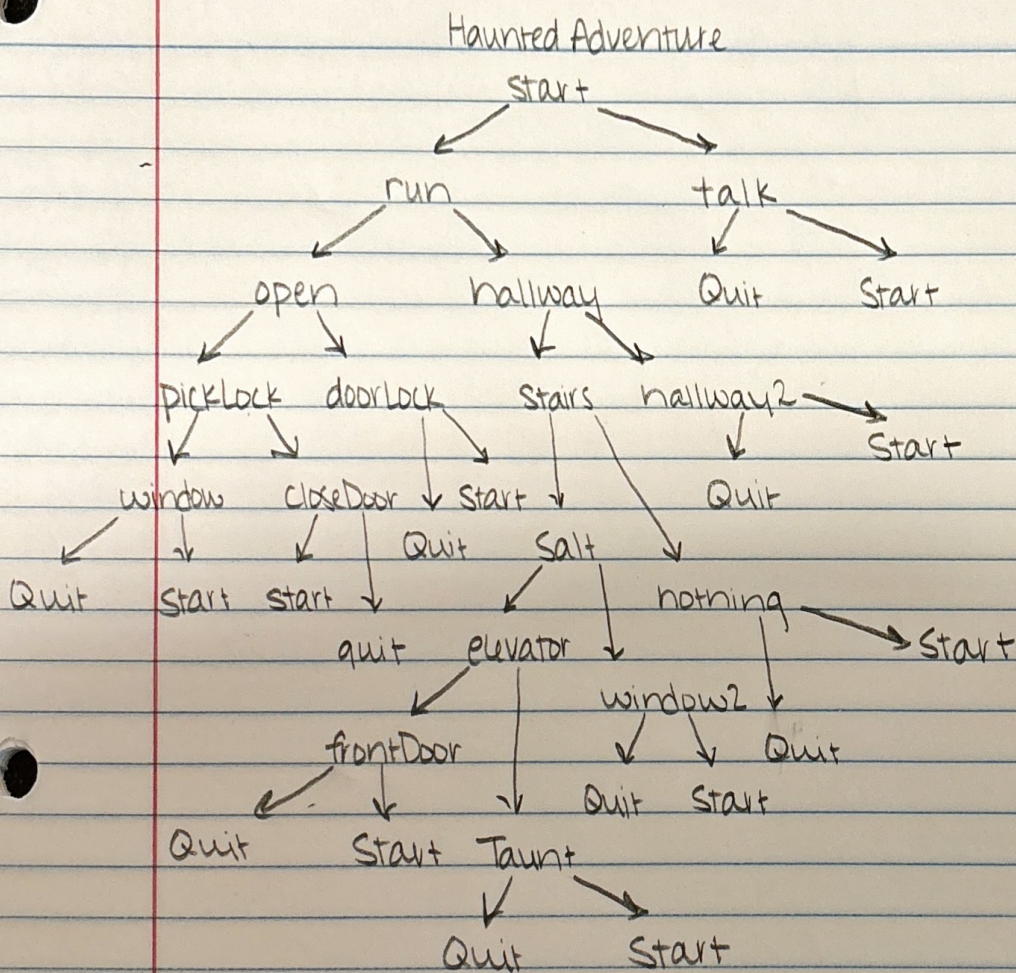 Haunted Adventure
Start
run talk
open hallway Quit Start
pickLock doorLock Stairs hallway2
Start
window closeDoor Start Quit
Quit Salt
Quit Start start nothing
quit elevator Start
window2
frontDoor Quit
Quit Start
Quit Start Taunt
Quit Start